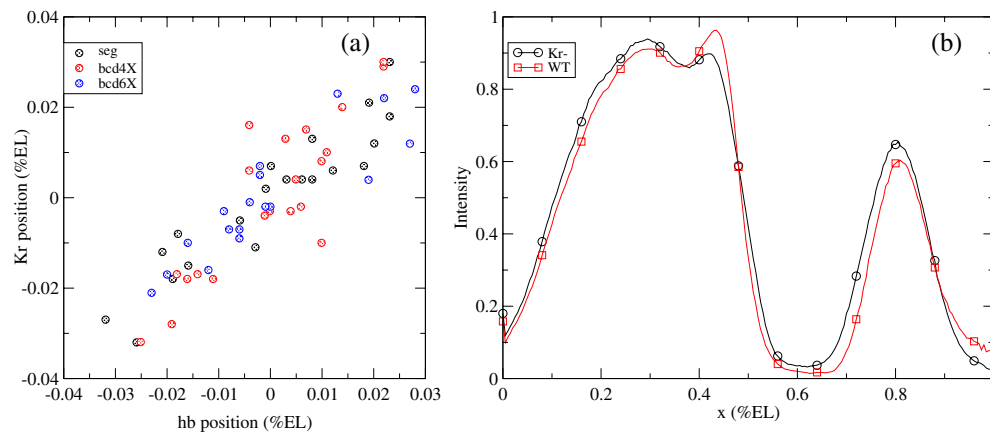 0.04
0.02
0
-0.02
-0.04
Kr position (%EL)
-0.04
-0.03
-0.02
-0.01
0
0.01
0.02
0.03
hb position (%EL)
seg
bcd4X
bcd6X
(a)
1
0.8
0.6
0.4
0.2
0
Intensity
0
0.2
0.4
0.6
0.8
x (%EL)
Kr-
WT
(b)